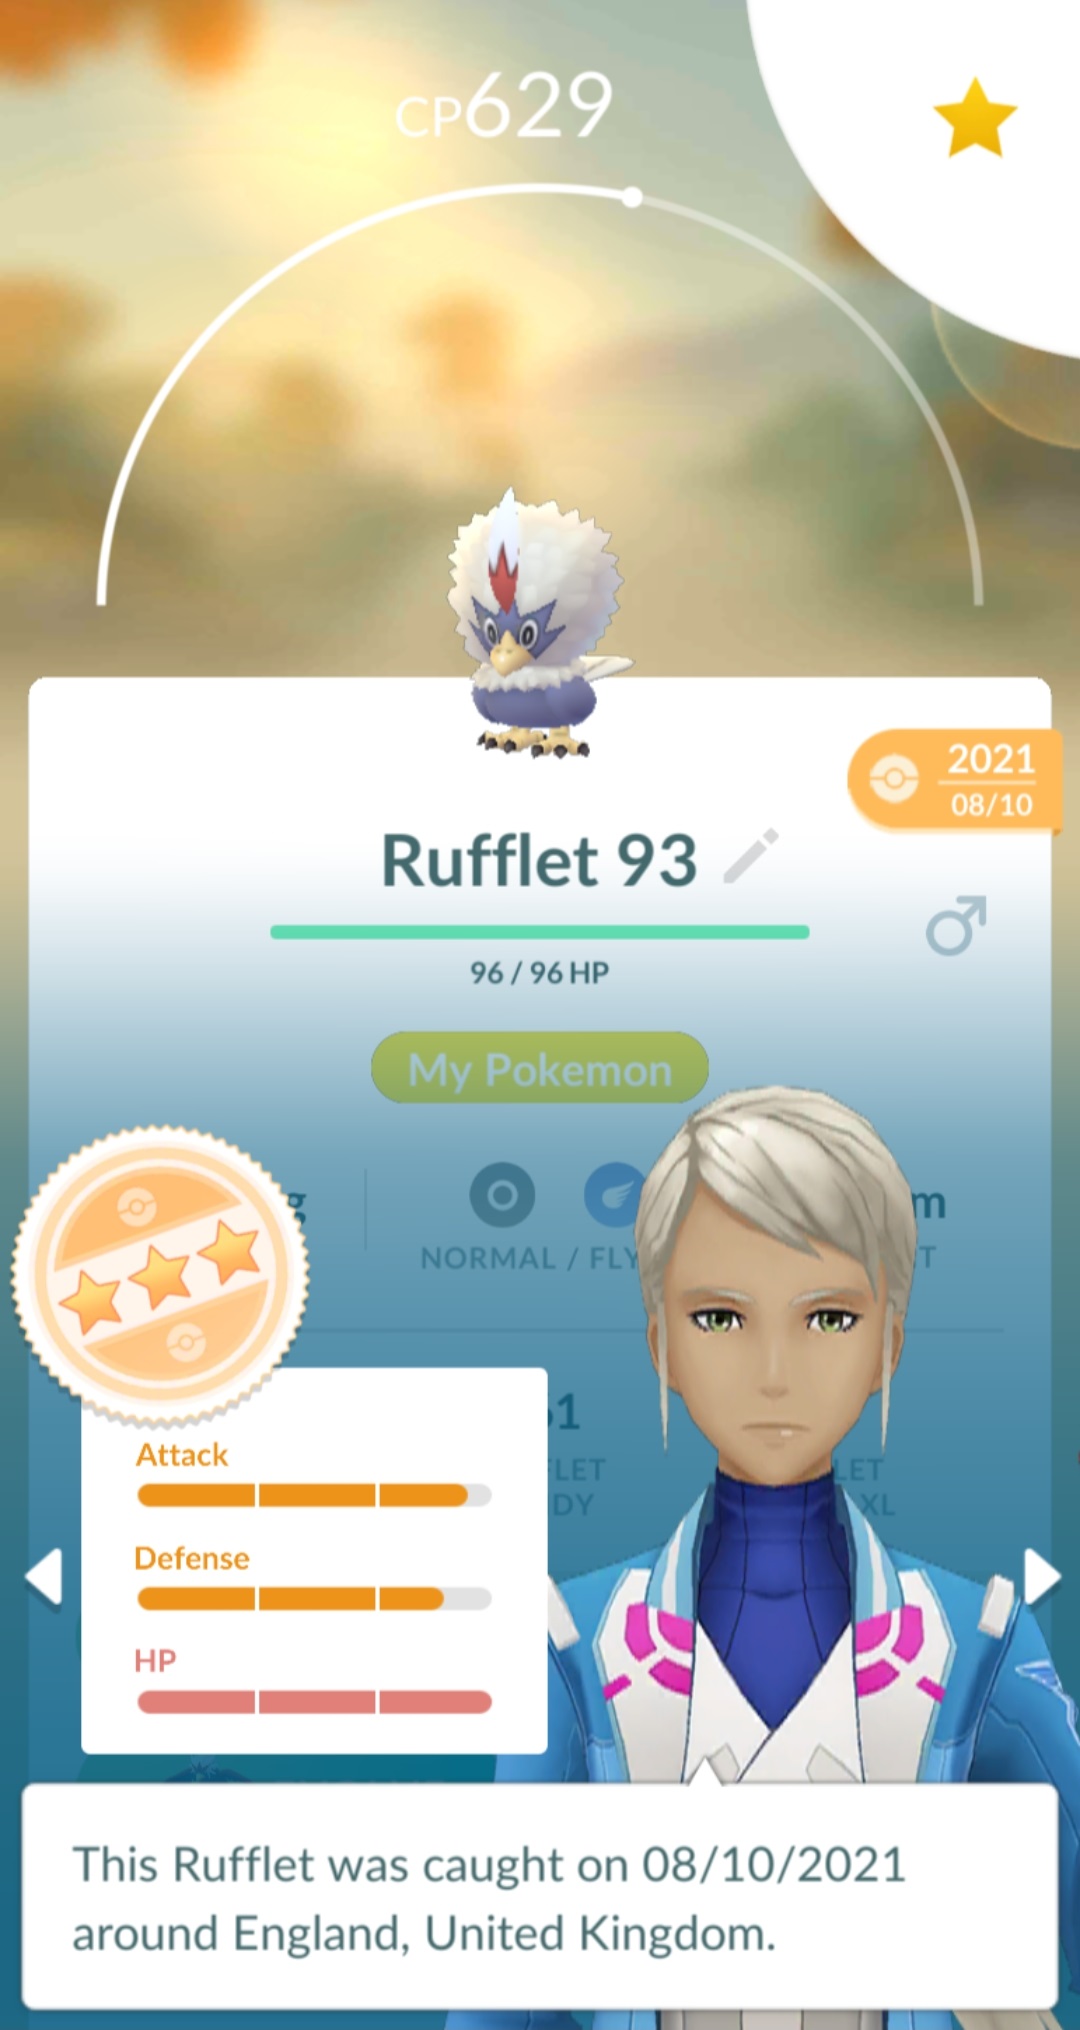 CP629
2021
08/10
Rufflet 93
96 / 96 HP
My Pokemon
NORMAL / FLY
Attack
Defense
HP
XL
This Rufflet was caught on 08/10/2021
around England, United Kingdom.